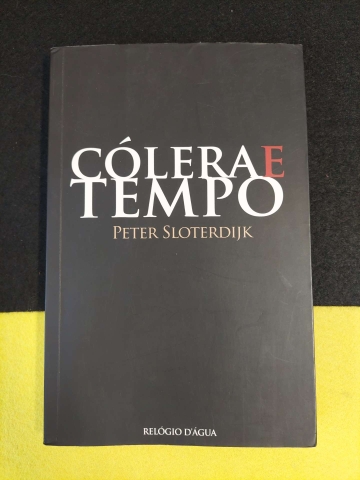 CÓLERA E
TEMPO
PETER SLOTERDIJK
RELÓGIO D'ÁGUA